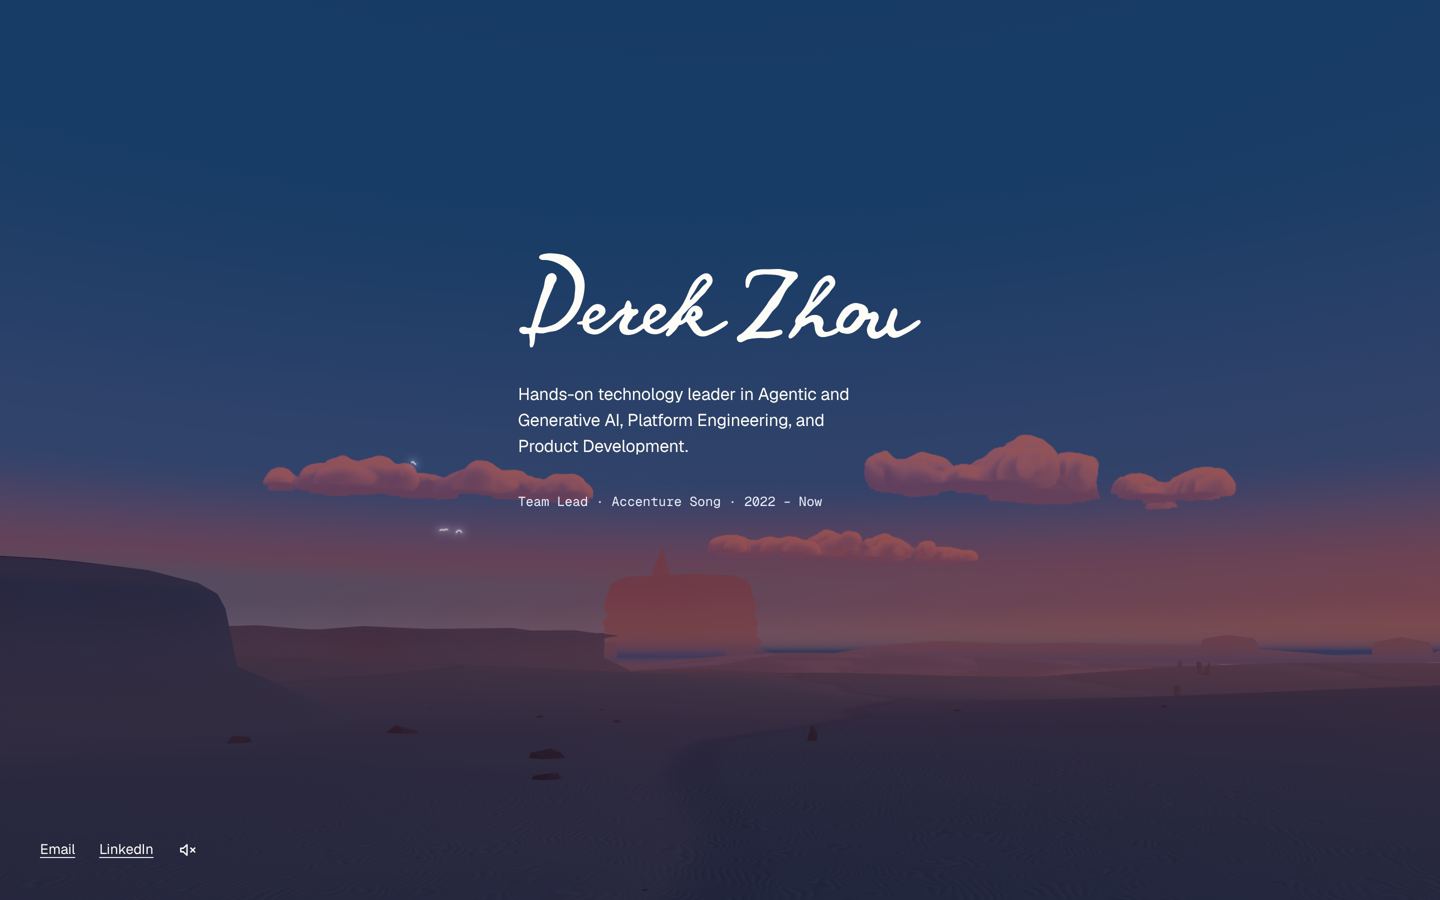 Derek Zhou
Hands-on technology leader in Agentic and
Generative AI, Platform Engineering, and
Product Development.
Team Lead · Accenture Song · 2022 – Now
Email LinkedIn